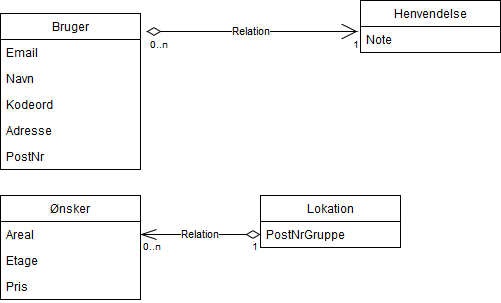 Bruger
Email
Navn
Kodeord
Adresse
PostNr
0..n
Relation
1
Henvendelse
Note
Ønsker
Areal
Etage
Pris
0..n
Relation
1
Lokation
PostNrGruppe